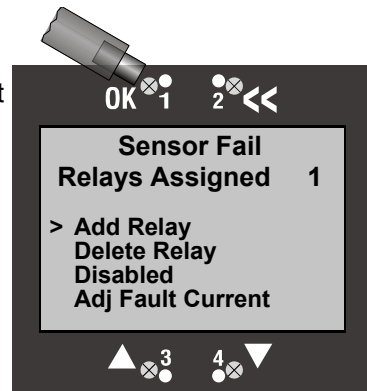 t
OK 1 2 <<
Sensor Fail
Relays Assigned 1
> Add Relay
Delete Relay
Disabled
Adj Fault Current
3 4